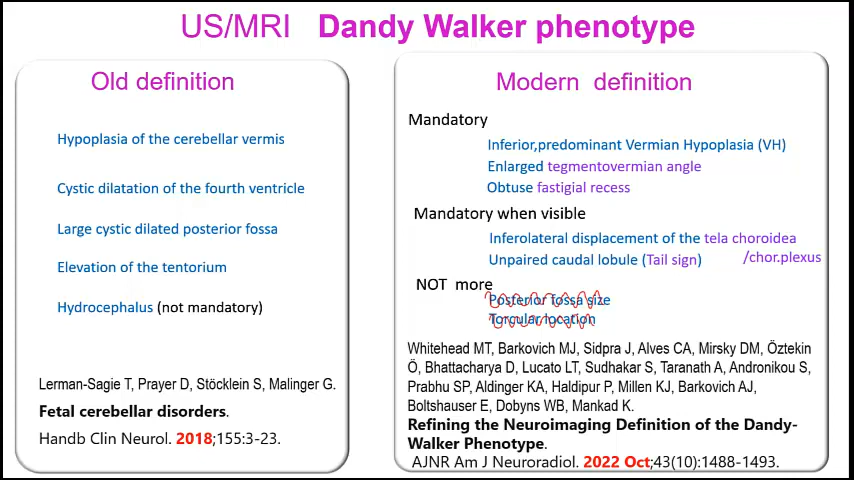 US/MRI Dandy Walker phenotype
Old definition
Hypoplasia of the cerebellar vermis
Cystic dilatation of the fourth ventricle
Large cystic dilated posterior fossa
Elevation of the tentorium
Hydrocephalus (not mandatory)
Lerman-Sagie T, Prayer D, Stöcklein S, Malinger G.
Fetal cerebellar disorders.
Handb Clin Neurol. 2018;155:3-23.
Modern definition
Mandatory
Inferior,predominant Vermian Hypoplasia (VH)
Enlarged tegmentovermian angle
Obtuse fastigial recess
Mandatory when visible
Inferolateral displacement of the tela choroidea
/chor.plexus
Unpaired caudal lobule (Tail sign)
NOT more
Posterior fossa size
Torcular location
Whitehead MT, Barkovich MJ, Sidpra J, Alves CA, Mirsky DM, Öztekin
Ö, Bhattacharya D, Lucato LT, Sudhakar S, Taranath A, Andronikou S,
Prabhu SP, Aldinger KA, Haldipur P, Millen KJ, Barkovich AJ,
Boltshauser E, Dobyns WB, Mankad K.
Refining the Neuroimaging Definition of the Dandy-
Walker Phenotype.
AJNR Am J Neuroradiol. 2022 Oct;43(10):1488-1493.